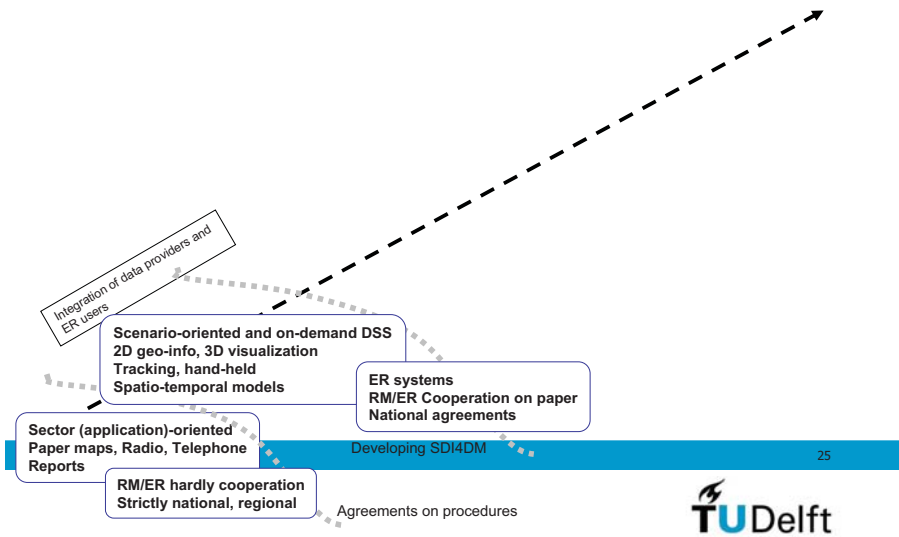 Integration of data providers and
ER users
Scenario-oriented and on-demand DSS
2D geo-info, 3D visualization
Tracking, hand-held
Spatio-temporal models
ER systems
RM/ER Cooperation on paper
National agreements
Sector (application)-oriented
Paper maps, Radio, Telephone
Reports
Developing SDI4DM
25
RM/ER hardly cooperation
Strictly national, regional
Agreements on procedures
TUDelft